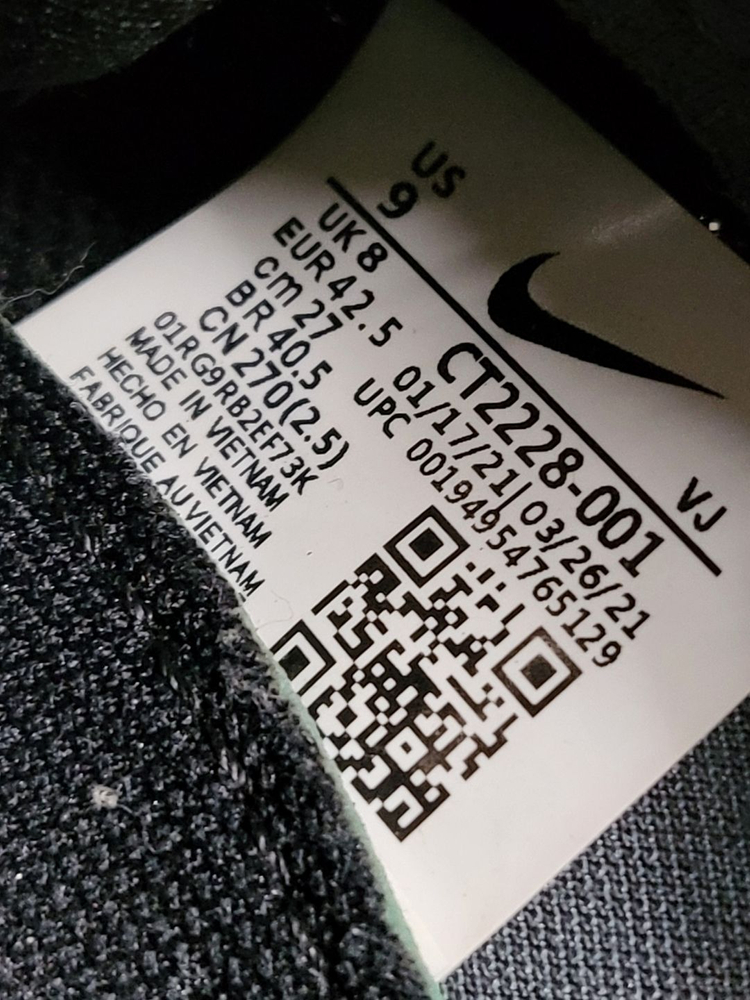 US
9
UK 8
EUR 42.5
cm 27
BR 40.5
CN 270(2.5)
01RG9RB2EF73K
MADE IN VIETNAM
HECHO EN VIETNAM
FABRIQUE AU VIETNAM
CT2228-001
01/17/21|03/26/21
UPC 00194954765129
VJ